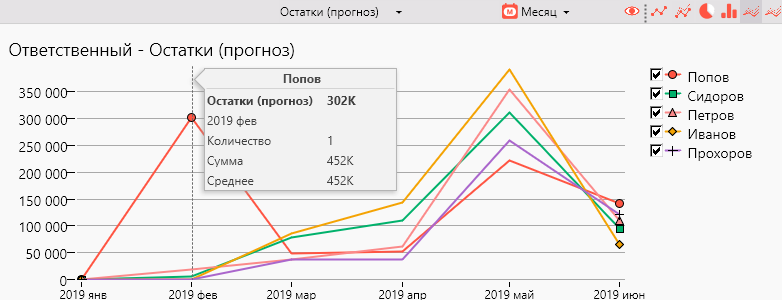 Остатки (прогноз) Месяц
Ответственный - Остатки (прогноз)
350 000
300 000
250 000
200 000
150 000
100 000
50 000
0
Попов
Остатки (прогноз) 302K
2019 фев
Количество 1
Сумма 452K
Среднее 452K
Попов
Сидоров
Петров
Иванов
Прохоров
2019 янв 2019 фев 2019 мар 2019 апр 2019 май 2019 июн